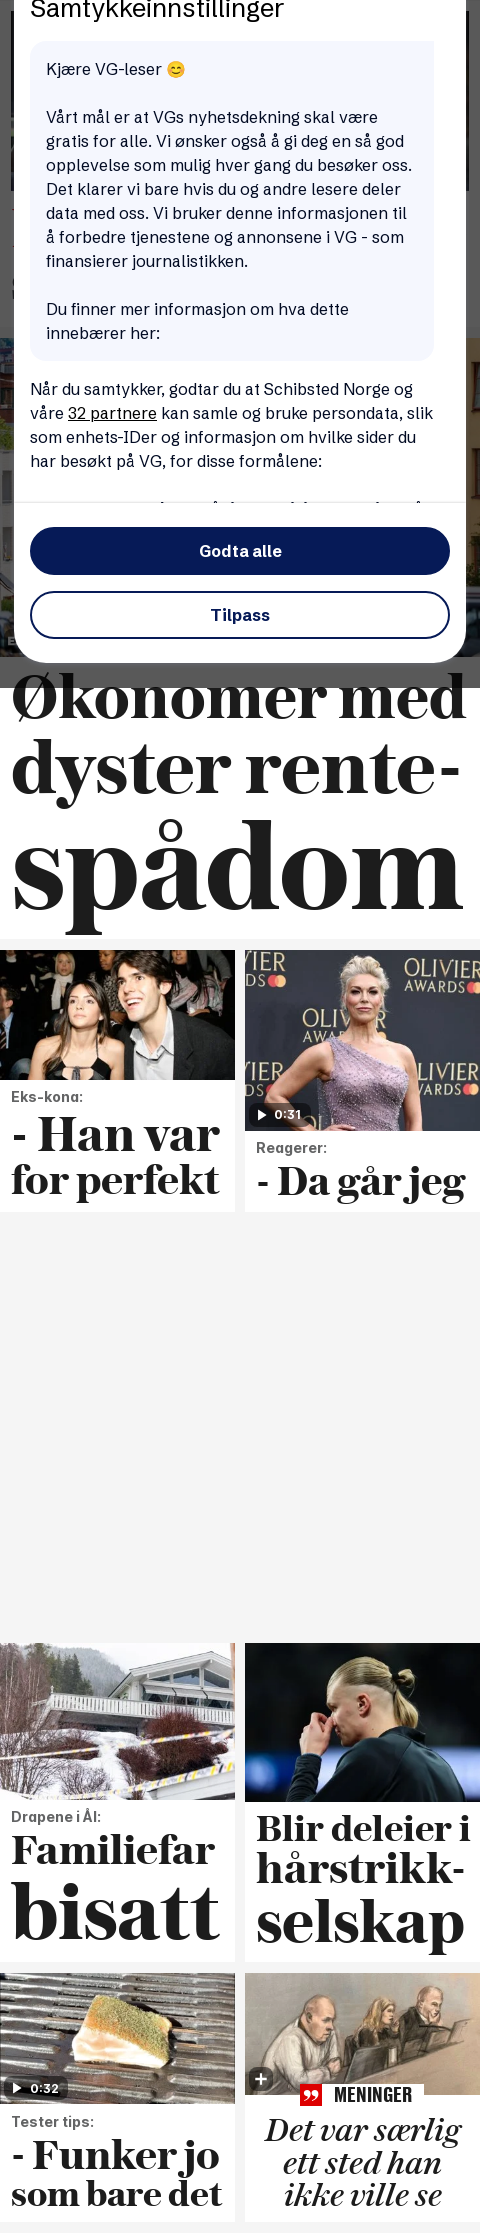 Samtykkeinnstillinger
Kjære VG-leser 😊
Vårt mål er at VGs nyhetsdekning skal være
gratis for alle. Vi ønsker også å gi deg en så god
opplevelse som mulig hver gang du besøker oss.
Det klarer vi bare hvis du og andre lesere deler
data med oss. Vi bruker denne informasjonen til
å forbedre tjenestene og annonsene i VG - som
finansierer journalistikken.
Du finner mer informasjon om hva dette
innebærer her:
Når du samtykker, godtar du at Schibsted Norge og
våre 32 partnere kan samle og bruke persondata, slik
som enhets-IDer og informasjon om hvilke sider du
har besøkt på VG, for disse formålene:
Godta alle
Tilpass
Økonomer med
dyster rente-
spådom
OLIVIER
AWARDS
OLIVIER
AWARDS
OLIVI
AWARDS
0:31
Eks-kona:
- Han var
for perfekt
Reagerer:
- Da går jeg
Drapene i Ål:
Familiefar
bisatt
Blir deleier i
hårstrikk-
selskap
0:32
Tester tips:
- Funker jo
som bare det
MENINGER
Det var særlig
ett sted han
ikke ville se